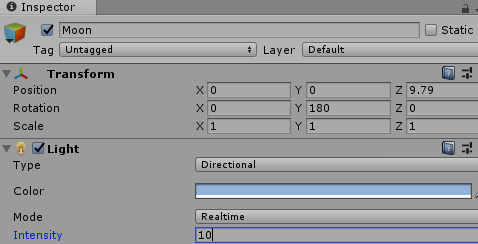 Inspector
Moon Static
Tag Untagged Layer Default
Transform
Position X 0 Y 0 Z 9.79
Rotation X 0 Y 180 Z 0
Scale X 1 Y 1 Z 1
Light
Type Directional
Color
Mode Realtime
Intensity 10